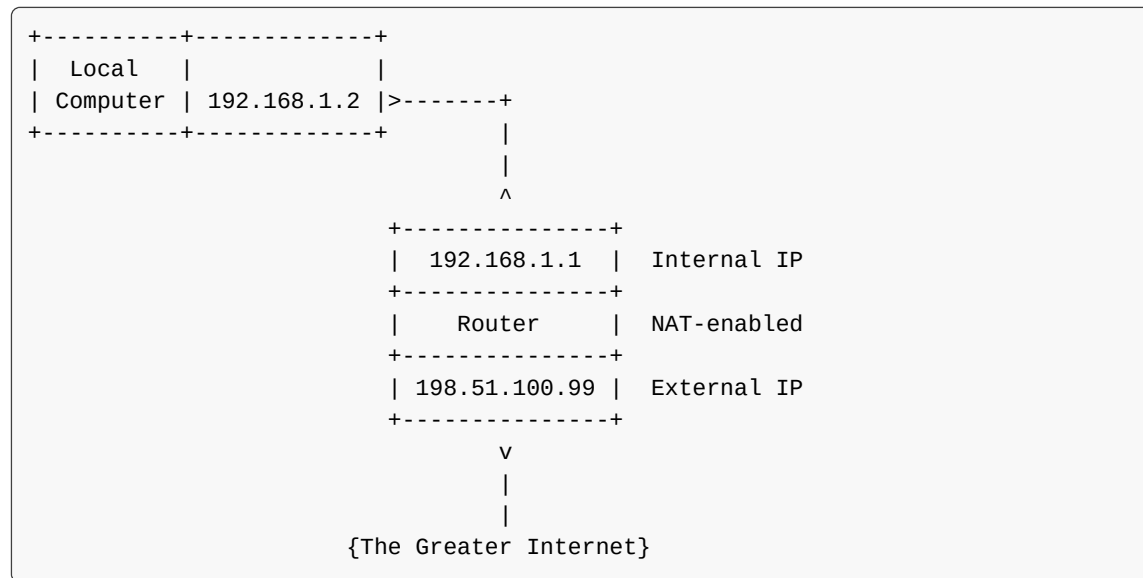 +----------+-------------+
|  Local   |             |
| Computer | 192.168.1.2 |>-------+
+----------+-------------+        |
                                  |
                                  ^
                          +---------------+
                          |  192.168.1.1  |  Internal IP
                          +---------------+
                          |    Router     |  NAT-enabled
                          +---------------+
                          | 198.51.100.99 |  External IP
                          +---------------+
                                  v
                                  |
                                  |
                       {The Greater Internet}